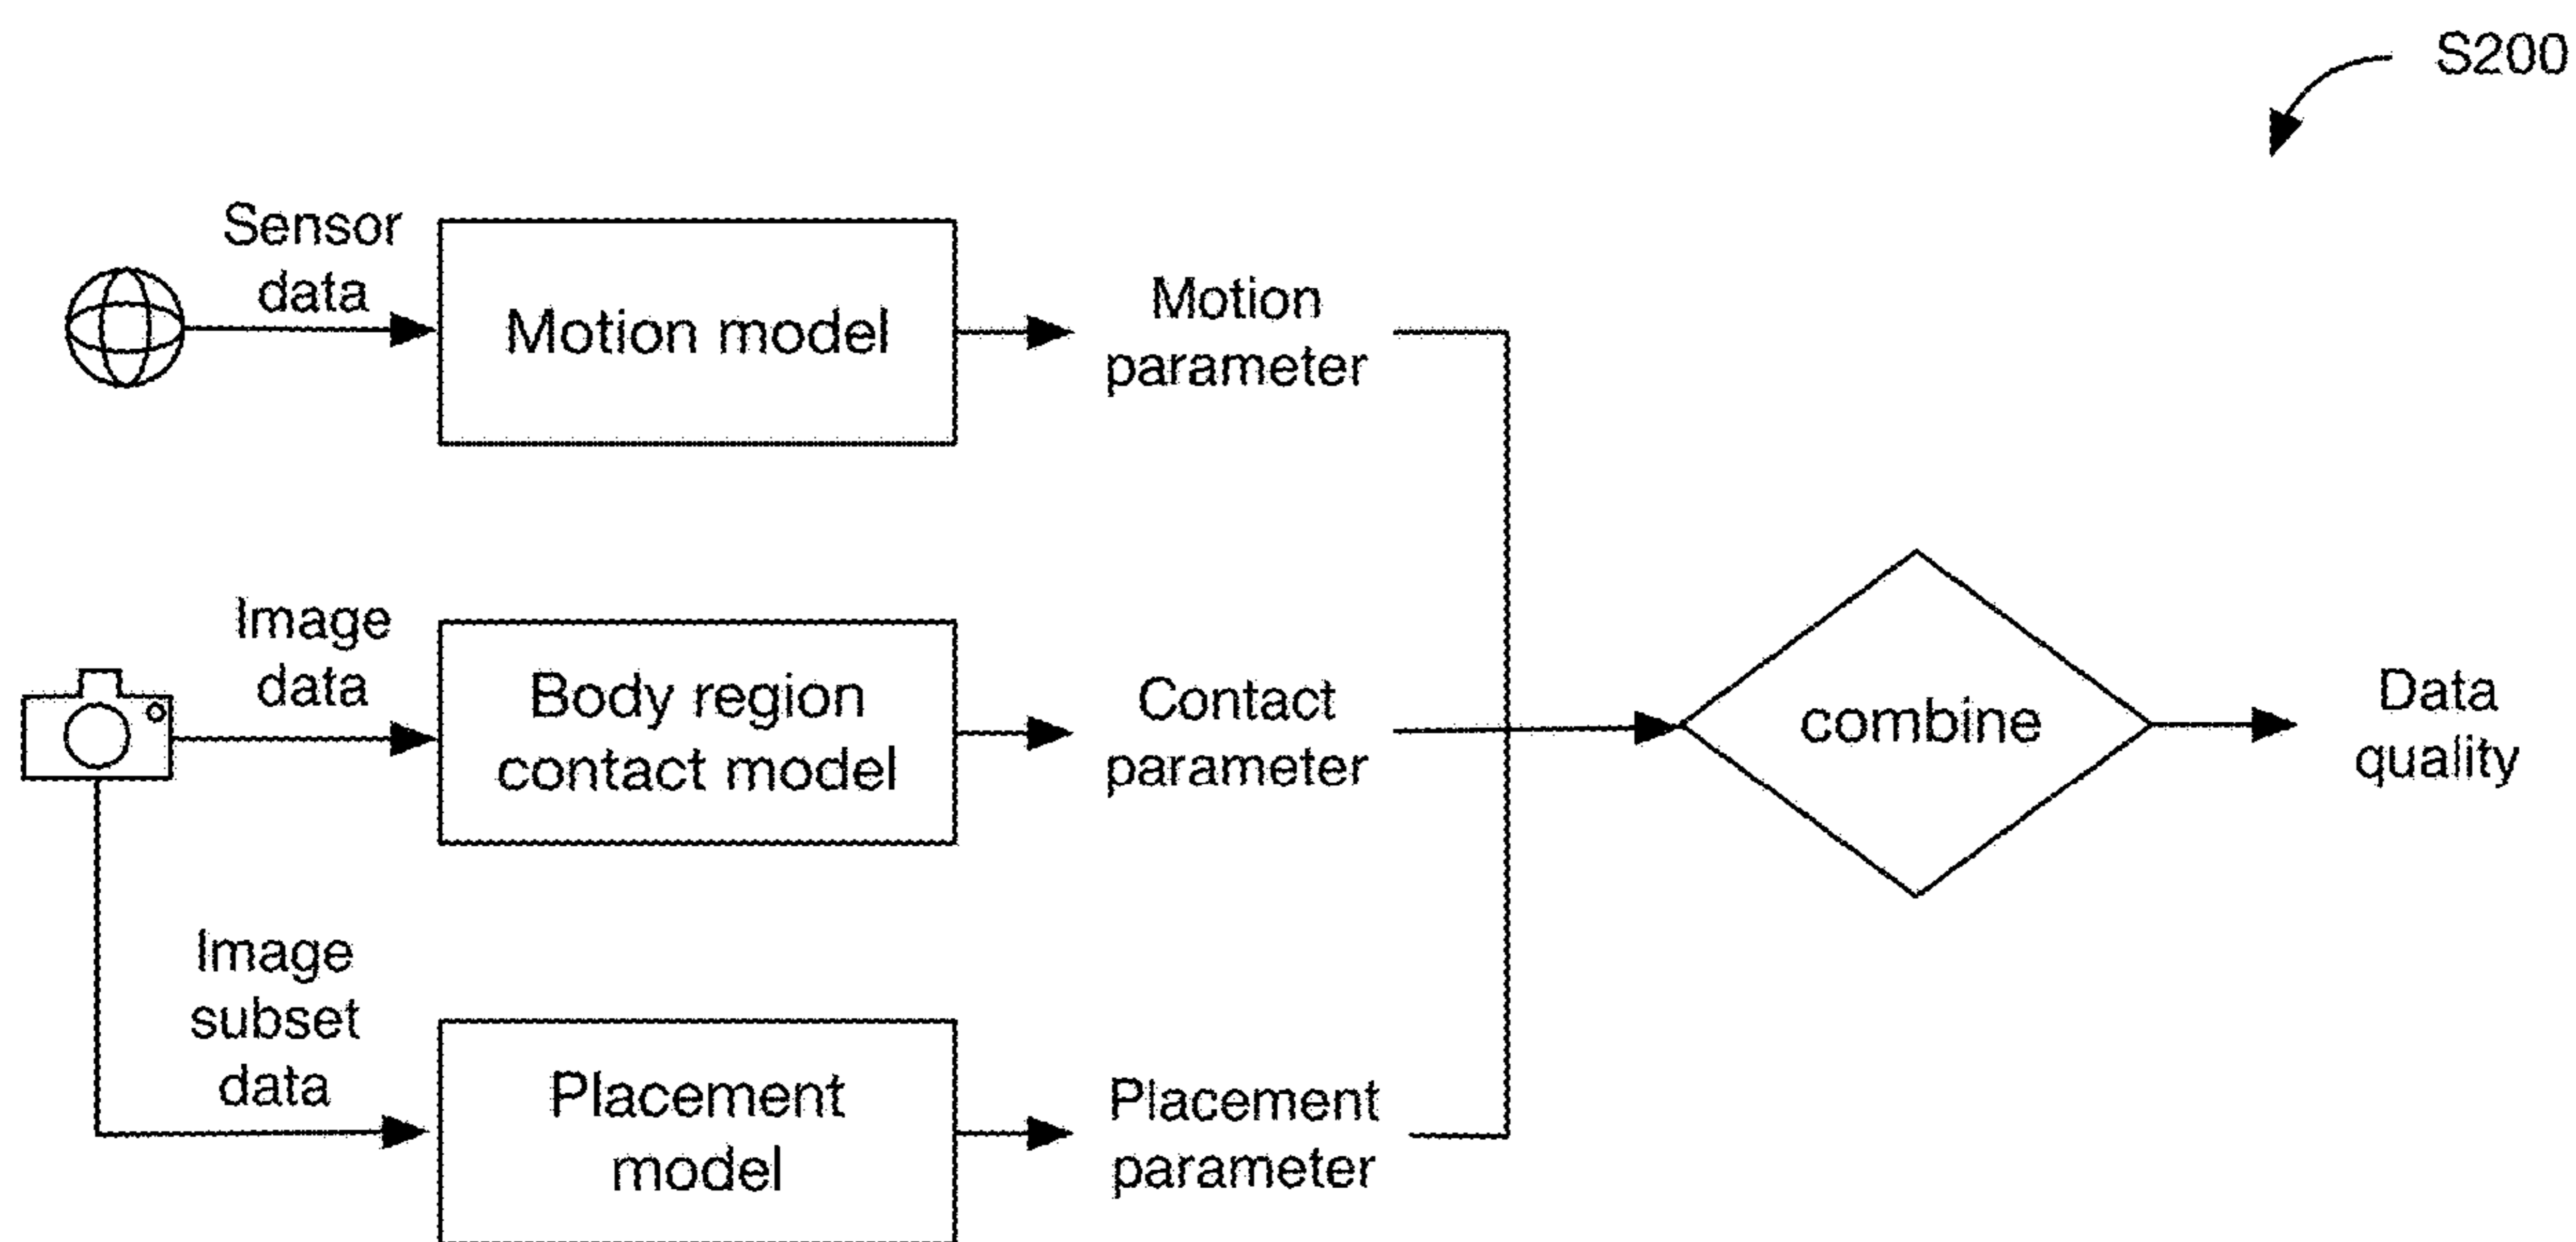 S200
Sensor
data
Motion model
Motion
parameter
Image
data
Body region
contact model
Contact
parameter
combine
Data
quality
Image
subset
data
Placement
model
Placement
parameter